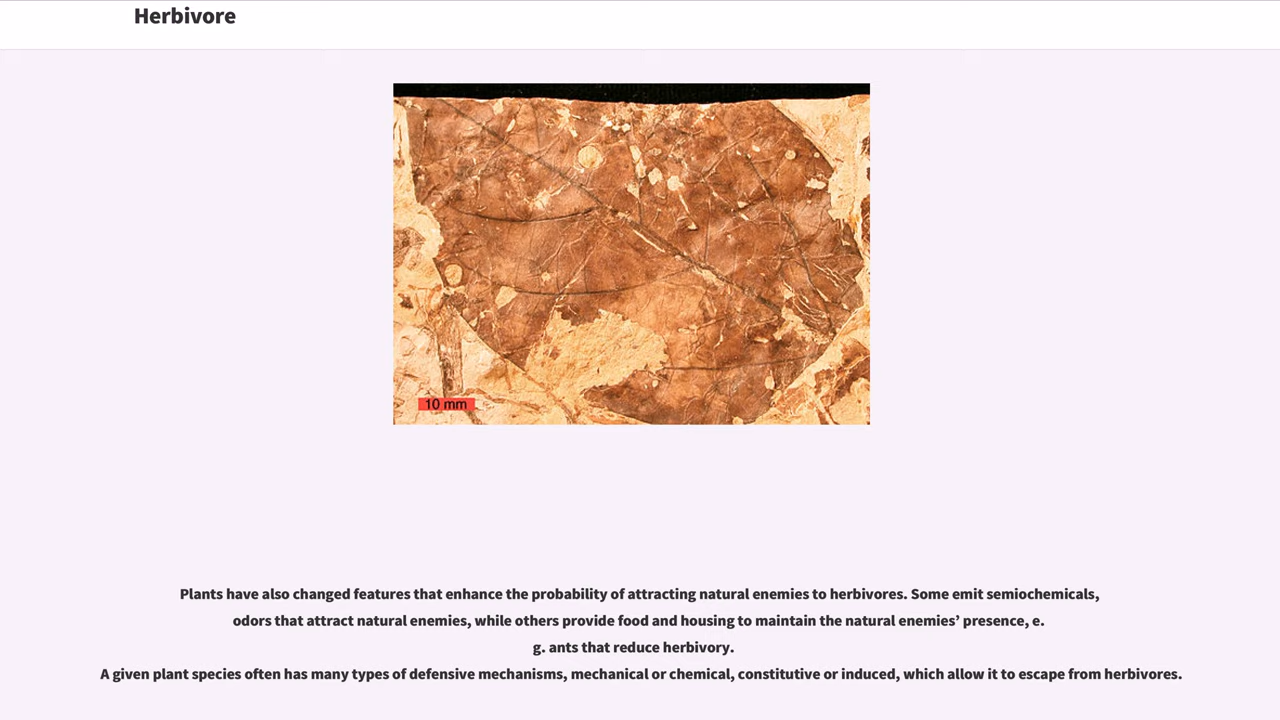 Herbivore
10 mm
Plants have also changed features that enhance the probability of attracting natural enemies to herbivores. Some emit semiochemicals,
odors that attract natural enemies, while others provide food and housing to maintain the natural enemies’ presence, e.
g. ants that reduce herbivory.
A given plant species often has many types of defensive mechanisms, mechanical or chemical, constitutive or induced, which allow it to escape from herbivores.